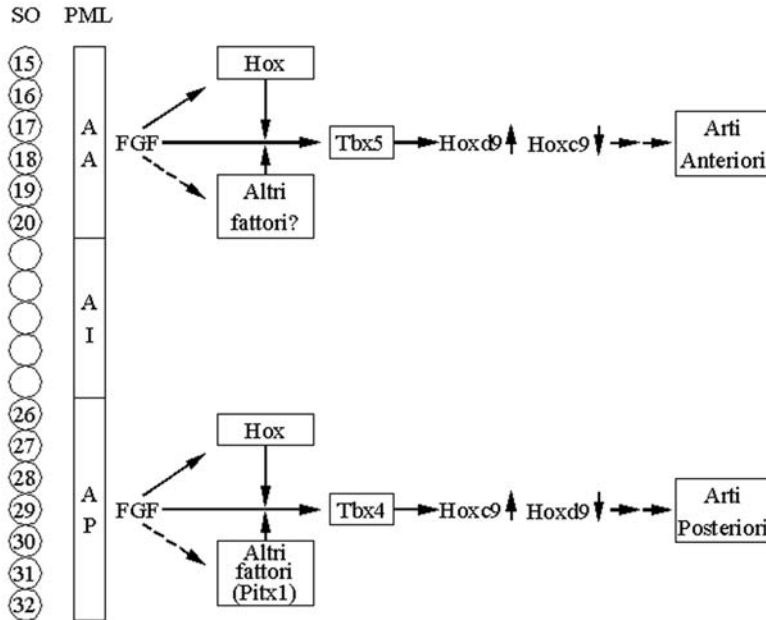 SO PML
15
16
17
18
19
20
26
27
28
29
30
31
32
A
A
A
I
A
P
Hox
FGF
Tbx5
Hoxd9
Hoxc9
Arti
Anteriori
Altri
fattori?
Hox
FGF
Tbx4
Hoxc9
Hoxd9
Arti
Posteriori
Altri
fattori
(Pitx1)